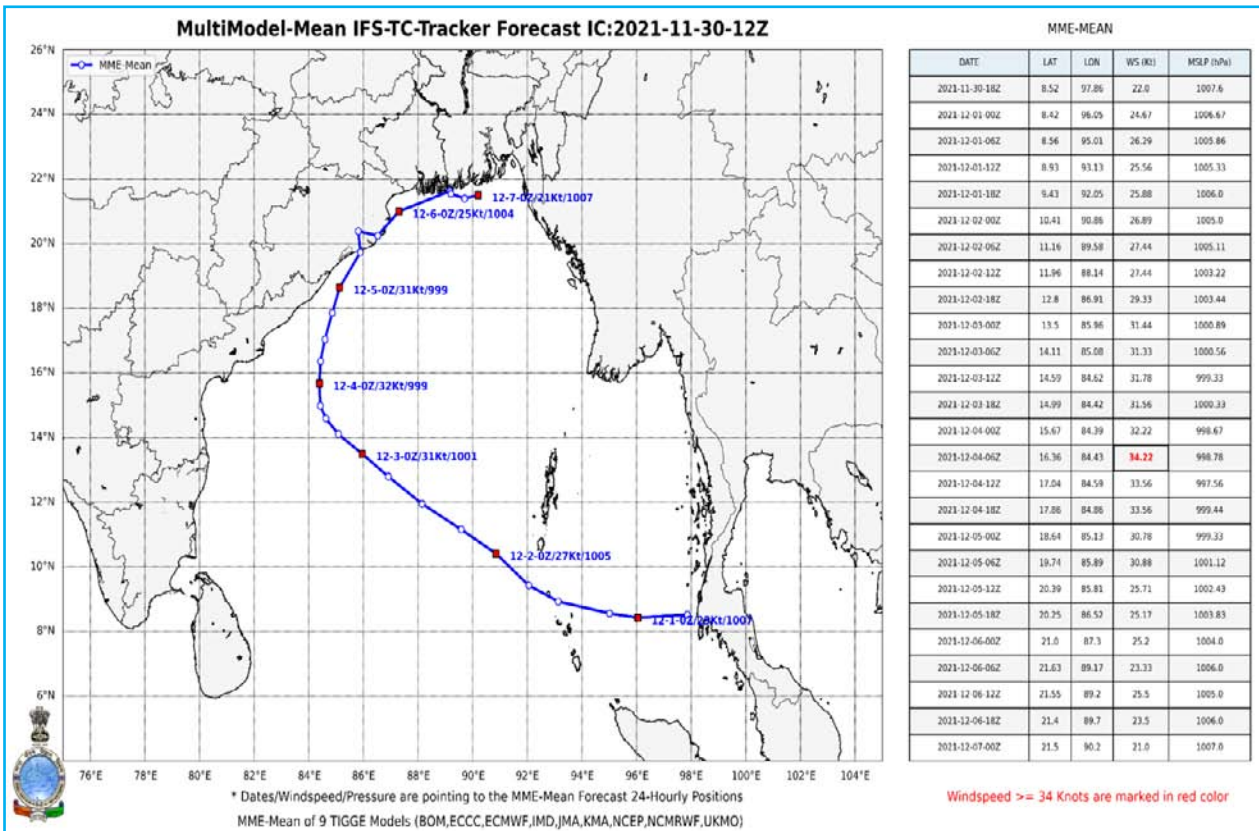 MultiModel-Mean IFS-TC-Tracker Forecast IC:2021-11-30-12Z
MME-Mean
26°N
24°N
22°N
20°N
18°N
16°N
14°N
12°N
10°N
8°N
6°N
12-7-0Z/21Kt/1007
12-6-0Z/25Kt/1004
12-5-0Z/31Kt/999
12-4-0Z/32Kt/999
12-3-0Z/31Kt/1001
12-2-0Z/27Kt/1005
12-1-0Z/25Kt/1007
76°E 78°E 80°E 82°E 84°E 86°E 88°E 90°E 92°E 94°E 96°E 98°E 100°E 102°E 104°E
* Dates/Windspeed/Pressure are pointing to the MME-Mean Forecast 24-Hourly Positions
MME-Mean of 9 TIGGE Models (BOM,ECCC,ECMWF,IMD,JMA,KMA,NCEP,NCMRWF,UKMO)
MME-MEAN
DATE LAT LON WS (Kt) MSLP (hPa)
2021-11-30-18Z 8.52 97.86 22.0 1007.6
2021-12-01-00Z 8.42 96.05 24.67 1006.67
2021-12-01-06Z 8.56 95.01 26.29 1005.86
2021-12-01-12Z 8.93 93.13 25.56 1005.33
2021-12-01-18Z 9.43 92.05 25.88 1006.0
2021-12-02-00Z 10.41 90.86 26.89 1005.0
2021-12-02-06Z 11.16 89.58 27.44 1005.11
2021-12-02-12Z 11.96 88.14 27.44 1003.22
2021-12-02-18Z 12.8 86.91 29.33 1003.44
2021-12-03-00Z 13.5 85.96 31.44 1000.89
2021-12-03-06Z 14.11 85.08 31.33 1000.56
2021-12-03-12Z 14.59 84.62 31.78 999.33
2021-12-03-18Z 14.99 84.42 31.56 1000.33
2021-12-04-00Z 15.67 84.39 32.22 998.67
2021-12-04-06Z 16.36 84.43 34.22 998.78
2021-12-04-12Z 17.04 84.59 33.56 997.56
2021-12-04-18Z 17.86 84.86 33.56 999.44
2021-12-05-00Z 18.64 85.13 30.78 999.33
2021-12-05-06Z 19.74 85.89 30.88 1001.12
2021-12-05-12Z 20.39 85.81 25.71 1002.43
2021-12-05-18Z 20.25 86.52 25.17 1003.83
2021-12-06-00Z 21.0 87.3 25.2 1004.0
2021-12-06-06Z 21.63 89.17 23.33 1006.0
2021-12-06-12Z 21.55 89.2 25.5 1005.0
2021-12-06-18Z 21.4 89.7 23.5 1006.0
2021-12-07-00Z 21.5 90.2 21.0 1007.0
Windspeed >= 34 Knots are marked in red color